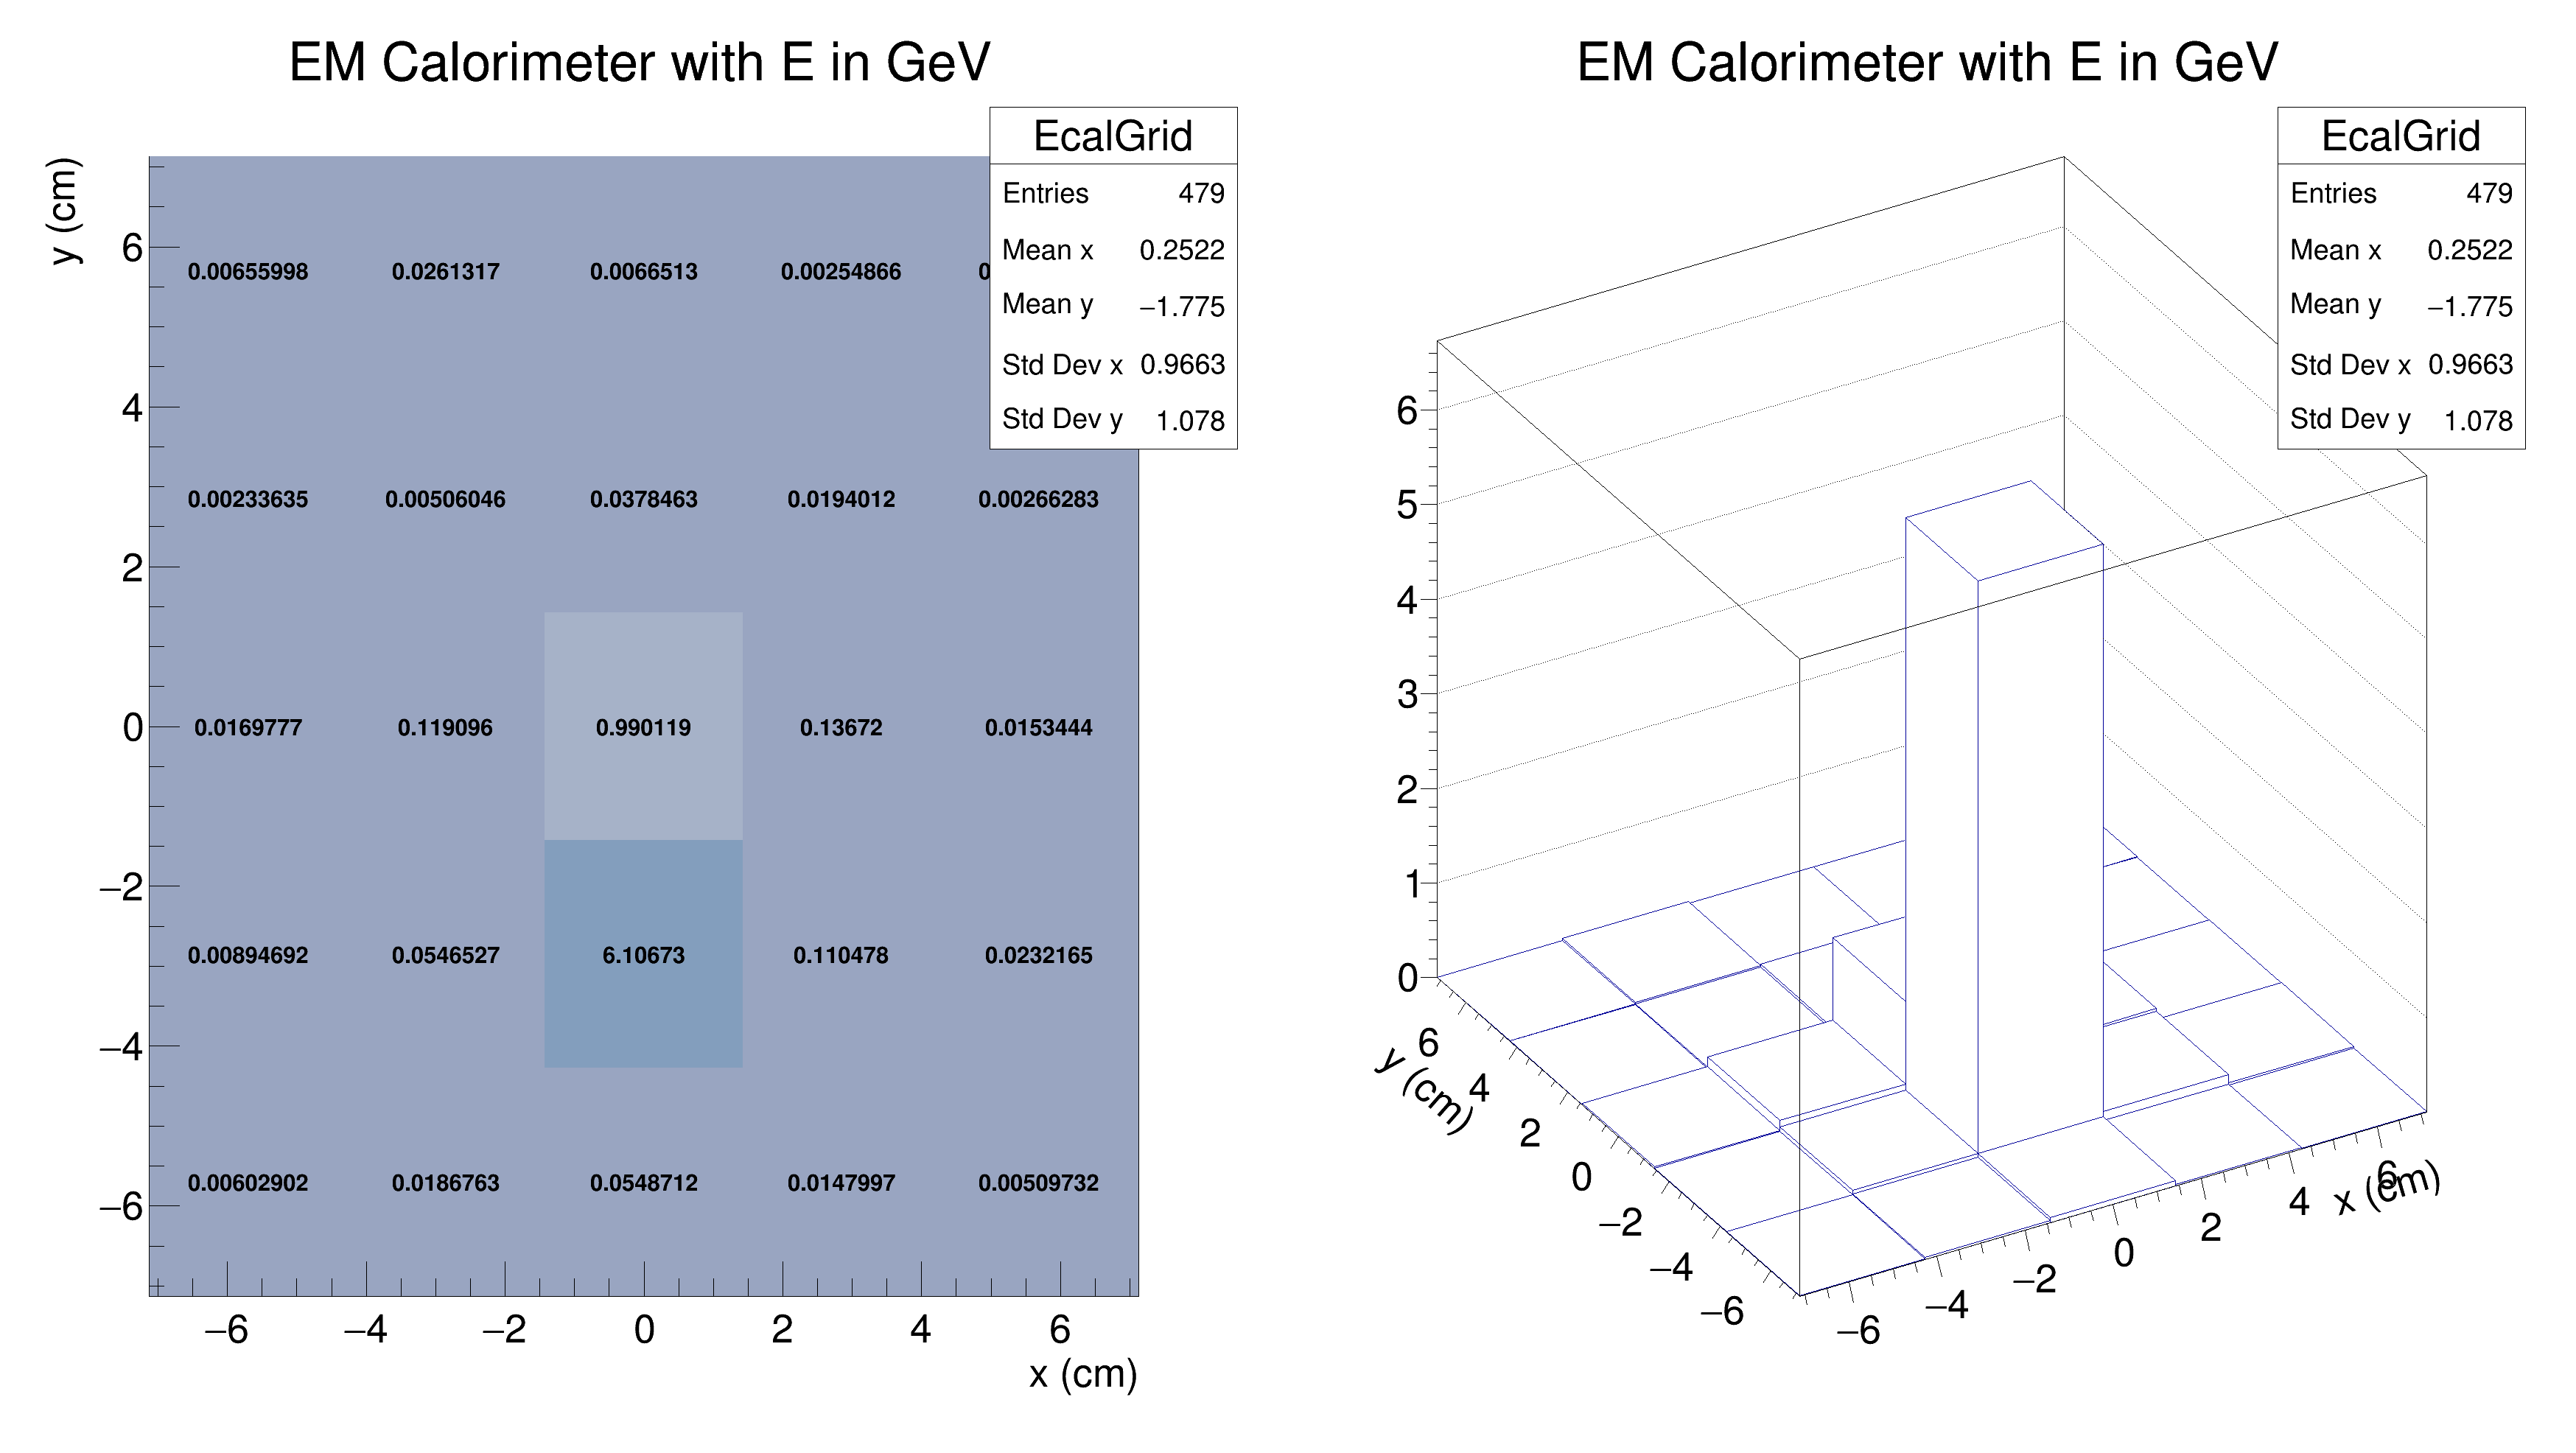 EM Calorimeter with E in GeV
EcalGrid
Entries 479
Mean x 0.2522
Mean y −1.775
Std Dev x 0.9663
Std Dev y 1.078
y (cm)
6
4
2
0
−2
−4
−6
0.00655998 0.0261317 0.0066513 0.00254866
0.00233635 0.00506046 0.0378463 0.0194012 0.00266283
0.0169777 0.119096 0.990119 0.13672 0.0153444
0.00894692 0.0546527 6.10673 0.110478 0.0232165
0.00602902 0.0186763 0.0548712 0.0147997 0.00509732
−6 −4 −2 0 2 4 6
x (cm)
EM Calorimeter with E in GeV
EcalGrid
Entries 479
Mean x 0.2522
Mean y −1.775
Std Dev x 0.9663
Std Dev y 1.078
6
5
4
3
2
1
0
y (cm)
6
4
2
0
−2
−4
−6
−6 −4 −2 0 2 4 6
x (cm)